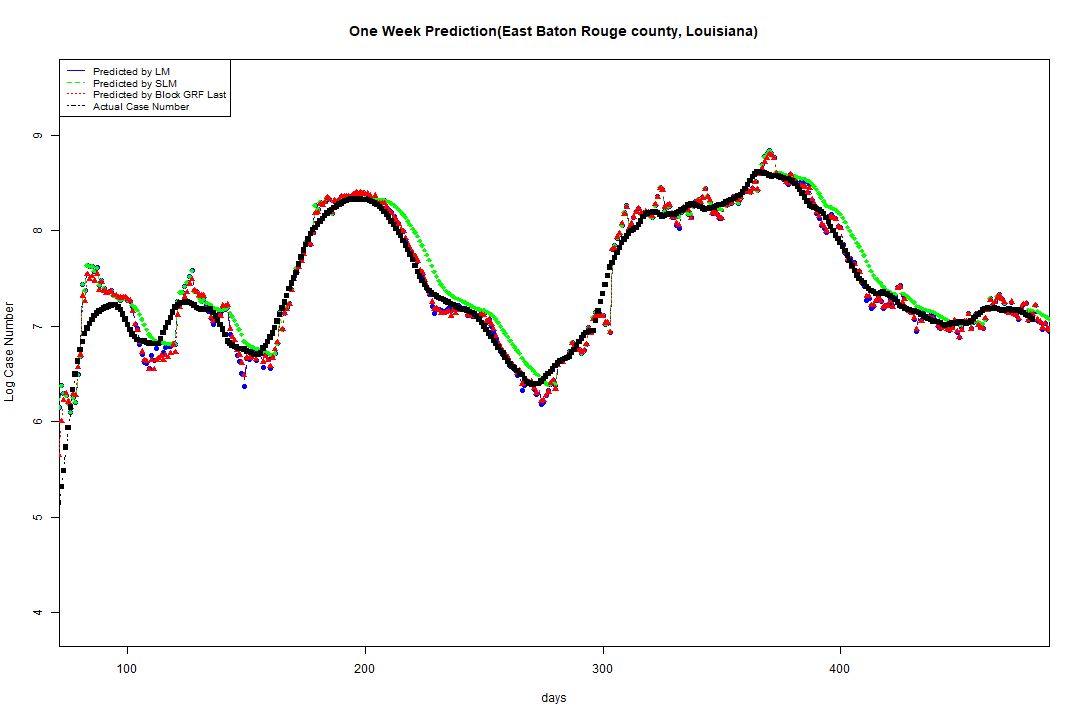 One Week Prediction(East Baton Rouge county, Louisiana)
Predicted by LM
Predicted by SLM
Predicted by Block GRF Last
Actual Case Number
9
8
7
6
5
4
Log Case Number
100 200 300 400
days